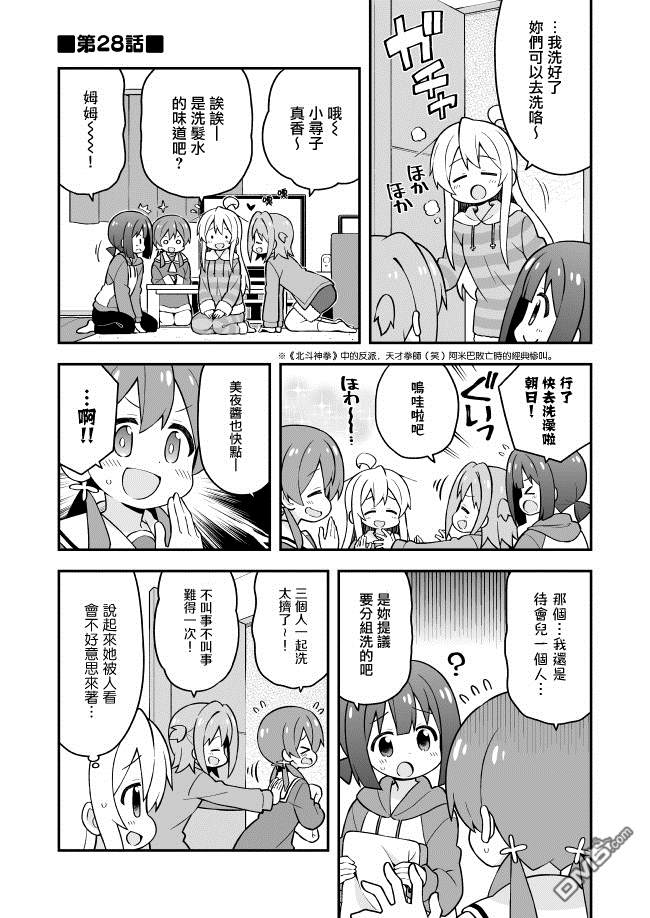 ■第28話■
…我洗好了
妳們可以去洗咯～
ガチャ
ほか
ほか
哦～
小尋子
真香～
嗅
嗅
誒誒—
是洗髮水
的味道吧？
姆姆
～～！
※《北斗神拳》中的反派，天才拳師（笑）阿米巴敗亡時的經典慘叫。
行了
快去洗澡啦
朝日！
ぐいっ
嗚哇啦吧
ほわ～～
美夜醬也快點—
…啊!!
那個…我還是
待會兒一個人…
？
是妳提議
要分組洗的吧
三個人一起洗
太擠了~！
不叫事不叫事
難得一次！
說起來她被人看
會不好意思來著…
DM5.com